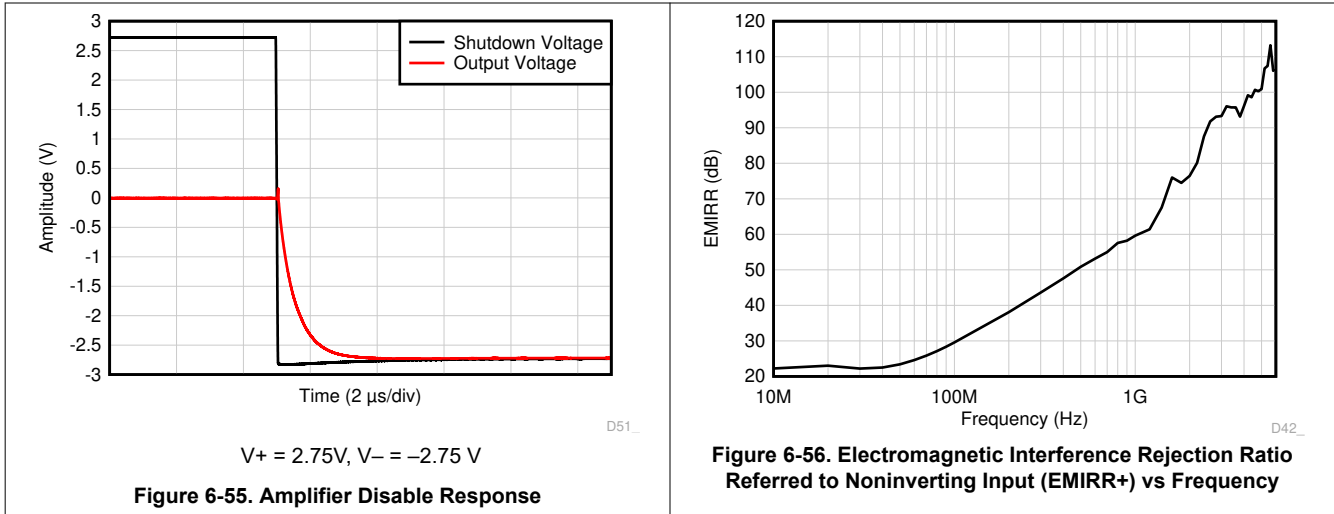 3
2.5
2
1.5
1
0.5
0
-0.5
-1
-1.5
-2
-2.5
-3
Amplitude (V)
Shutdown Voltage
Output Voltage
Time (2 µs/div)
D51_
V+ = 2.75V, V– = –2.75 V
Figure 6-55. Amplifier Disable Response
120
110
100
90
80
70
60
50
40
30
20
EMIRR (dB)
10M
100M
1G
Frequency (Hz)
D42_
Figure 6-56. Electromagnetic Interference Rejection Ratio
Referred to Noninverting Input (EMIRR+) vs Frequency